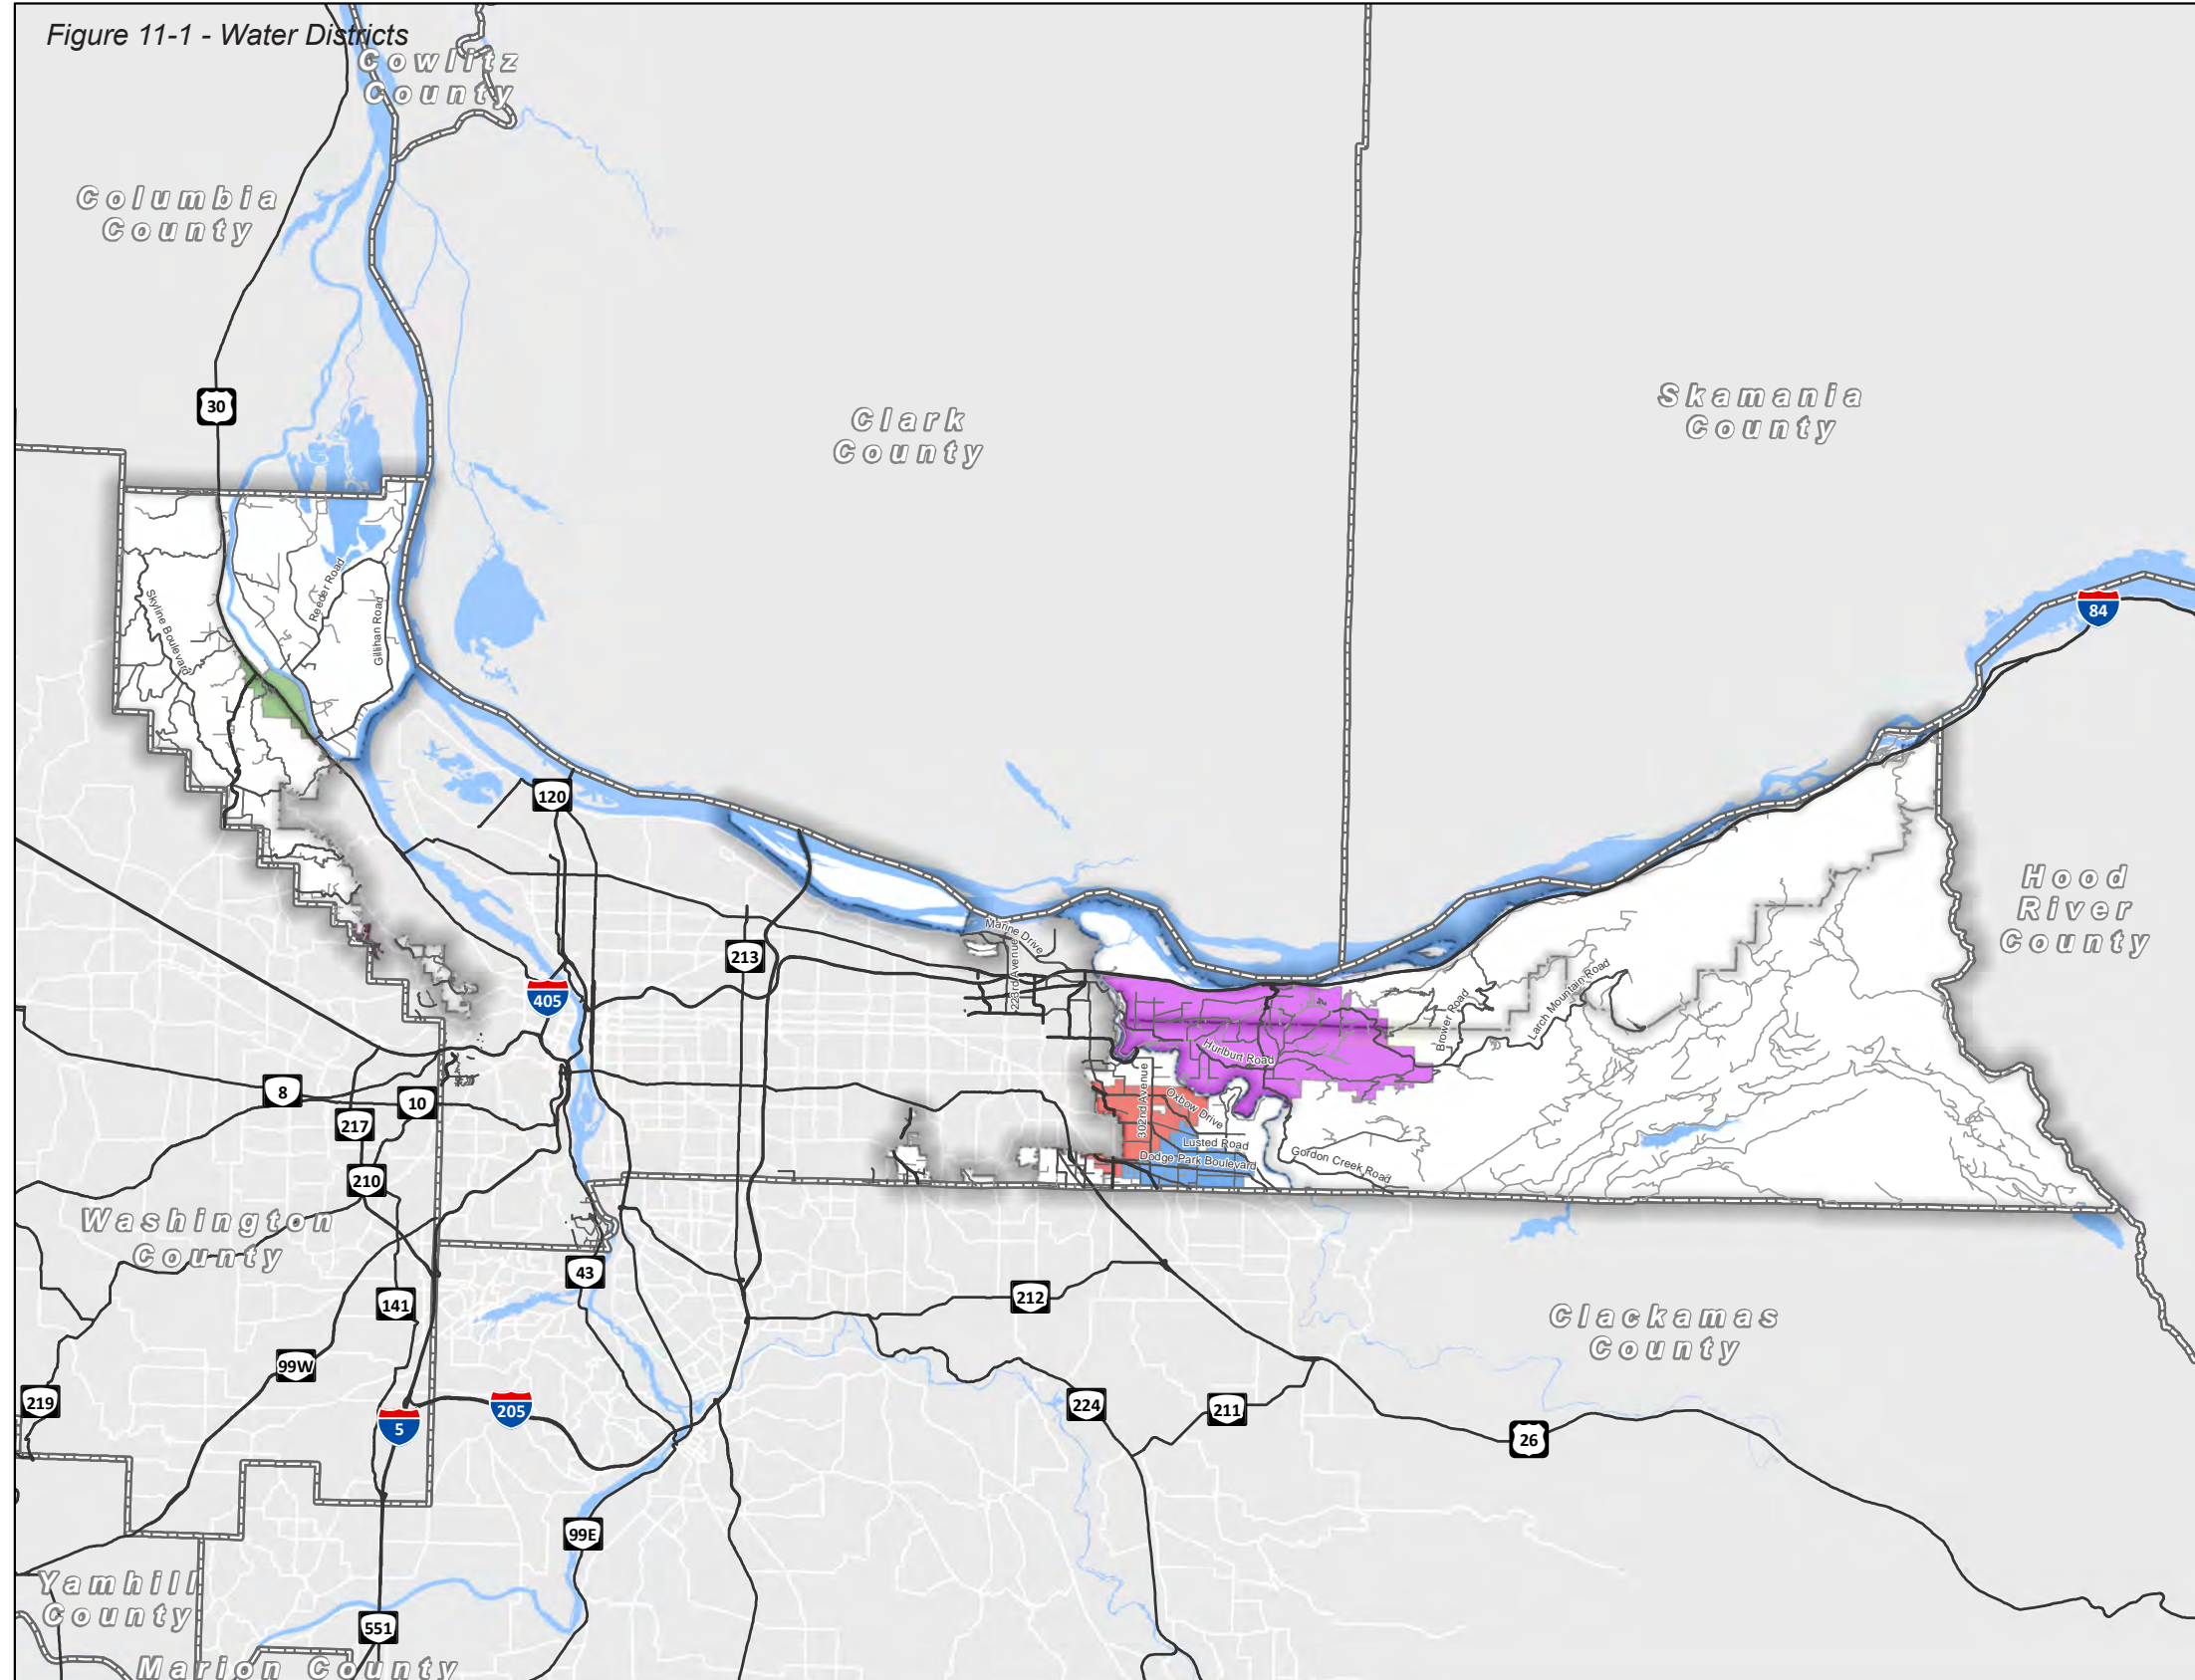 Figure 11-1 - Water Districts
Cowlitz
County
Columbia
County
30
Clark
County
Skamania
County
84
Skyline Boulevard
Reeder Road
Gillihan Road
120
Hood
River
County
Marine Drive
223rd Avenue
213
405
Brower Road
Larch Mountain Road
Hurlburt Road
302nd Avenue
Oxbow Drive
Lusted Road
Dodge Park Boulevard
Gordon Creek Road
8
10
217
210
Washington
County
43
141
212
Clackamas
County
99W
219
5
205
224
211
26
99E
Yamhill
County
551
Marion County